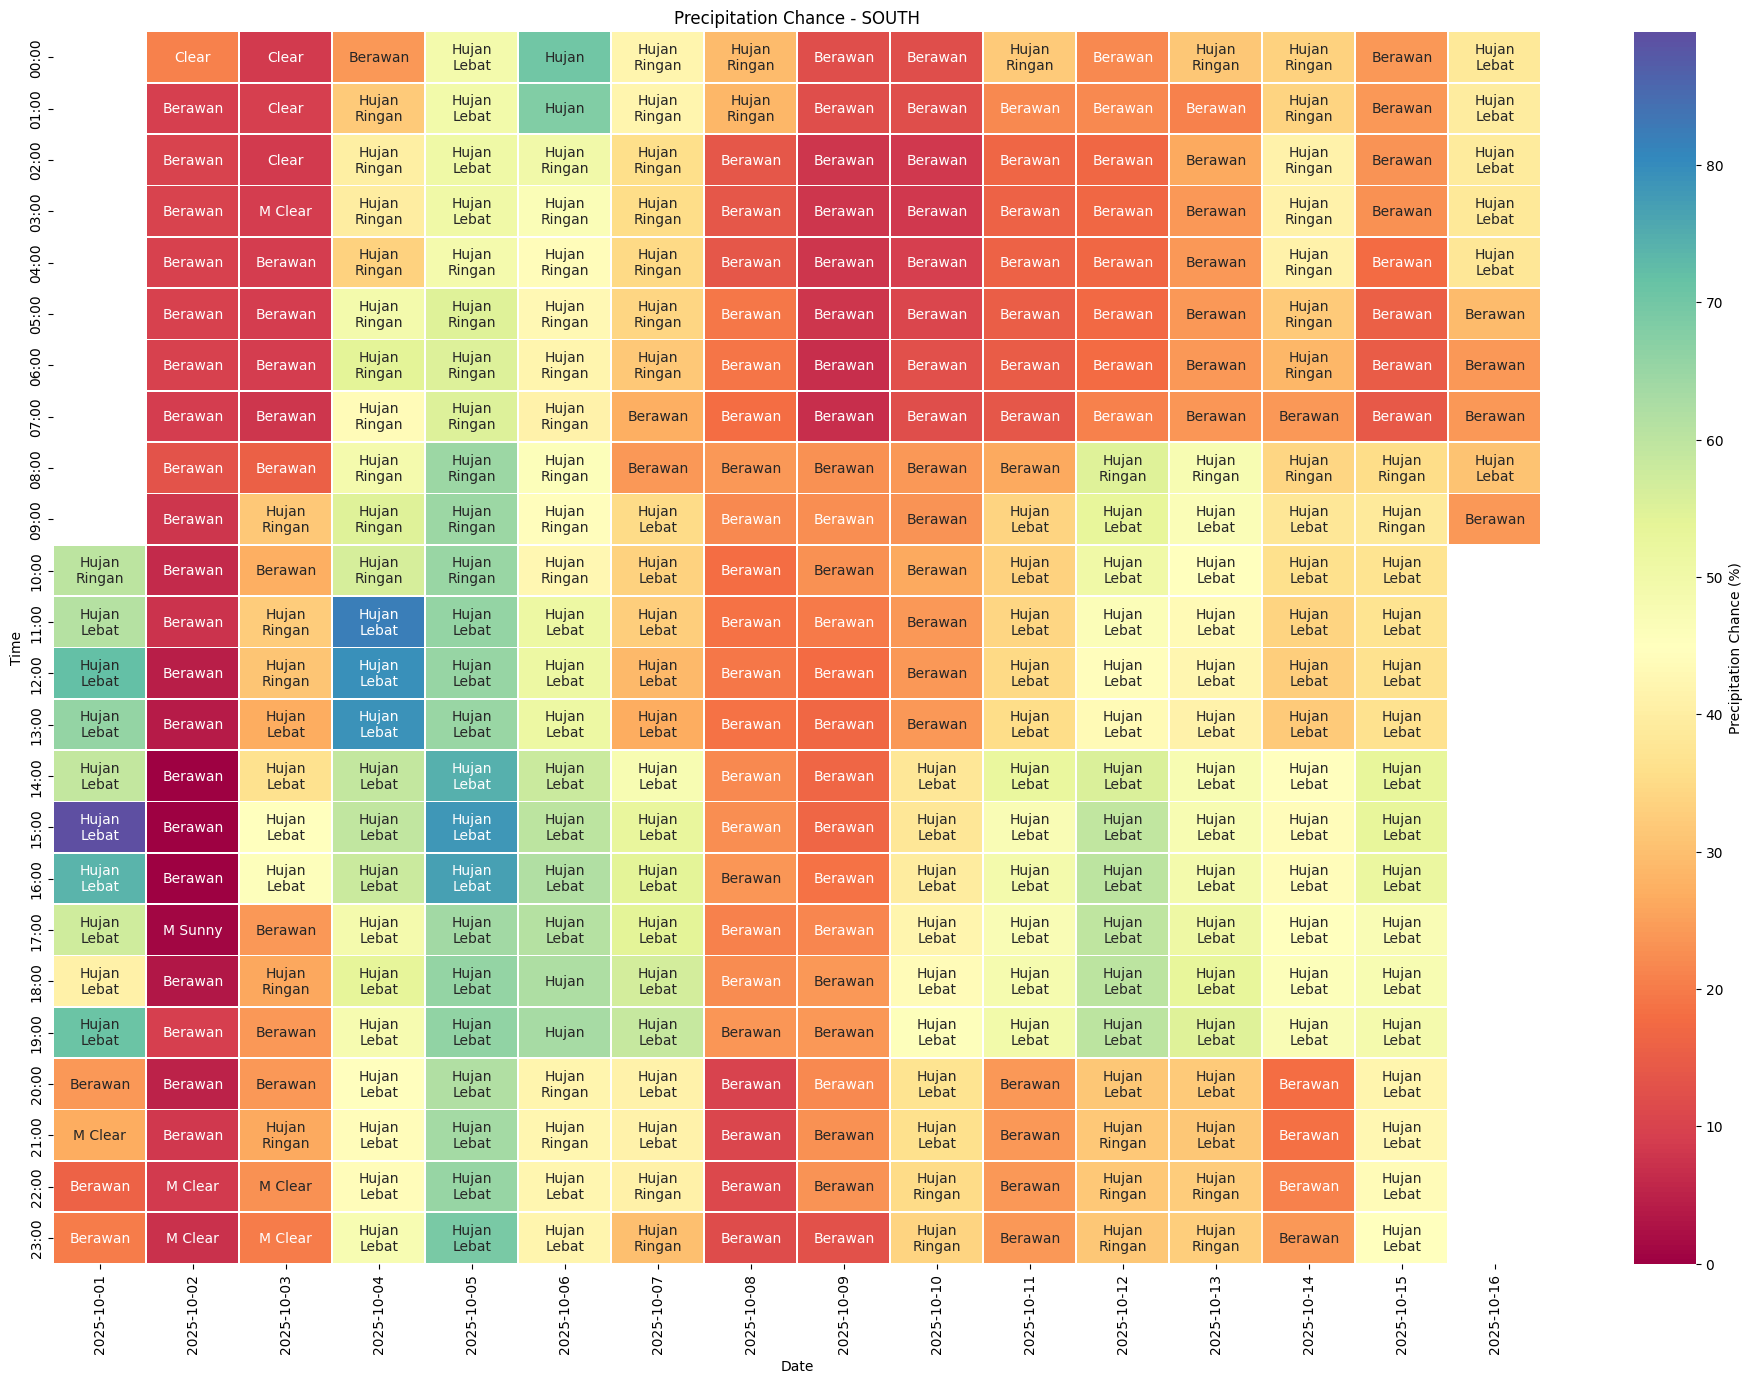 Precipitation Chance - SOUTH
00:00 Clear Clear Berawan Hujan Lebat Hujan Hujan Ringan Hujan Ringan Berawan Berawan Hujan Ringan Berawan Hujan Ringan Hujan Ringan Berawan Hujan Lebat
01:00 Berawan Clear Hujan Ringan Hujan Lebat Hujan Hujan Ringan Hujan Ringan Berawan Berawan Berawan Berawan Berawan Hujan Ringan Berawan Hujan Lebat
02:00 Berawan Clear Hujan Ringan Hujan Lebat Hujan Ringan Hujan Ringan Berawan Berawan Berawan Berawan Berawan Berawan Hujan Ringan Berawan Hujan Lebat
03:00 Berawan M Clear Hujan Ringan Hujan Lebat Hujan Ringan Hujan Ringan Berawan Berawan Berawan Berawan Berawan Berawan Hujan Ringan Berawan Hujan Lebat
04:00 Berawan Berawan Hujan Ringan Hujan Ringan Hujan Ringan Hujan Ringan Berawan Berawan Berawan Berawan Berawan Berawan Hujan Ringan Berawan Hujan Lebat
05:00 Berawan Berawan Hujan Ringan Hujan Ringan Hujan Ringan Hujan Ringan Berawan Berawan Berawan Berawan Berawan Berawan Hujan Ringan Berawan Berawan
06:00 Berawan Berawan Hujan Ringan Hujan Ringan Hujan Ringan Hujan Ringan Berawan Berawan Berawan Berawan Berawan Berawan Hujan Ringan Berawan Berawan
07:00 Berawan Berawan Hujan Ringan Hujan Ringan Hujan Ringan Berawan Berawan Berawan Berawan Berawan Berawan Berawan Berawan Berawan Berawan
08:00 Berawan Berawan Hujan Ringan Hujan Ringan Hujan Ringan Berawan Berawan Berawan Berawan Berawan Hujan Ringan Hujan Ringan Hujan Ringan Hujan Ringan Hujan Lebat
09:00 Berawan Hujan Ringan Hujan Ringan Hujan Ringan Hujan Ringan Hujan Lebat Berawan Berawan Berawan Hujan Lebat Hujan Lebat Hujan Lebat Hujan Lebat Hujan Ringan Berawan
10:00 Hujan Ringan Berawan Berawan Hujan Ringan Hujan Ringan Hujan Ringan Hujan Lebat Berawan Berawan Berawan Hujan Lebat Hujan Lebat Hujan Lebat Hujan Lebat Hujan Lebat
11:00 Hujan Lebat Berawan Hujan Ringan Hujan Lebat Hujan Lebat Hujan Lebat Hujan Lebat Berawan Berawan Berawan Hujan Lebat Hujan Lebat Hujan Lebat Hujan Lebat Hujan Lebat
12:00 Hujan Lebat Berawan Hujan Ringan Hujan Lebat Hujan Lebat Hujan Lebat Hujan Lebat Berawan Berawan Berawan Hujan Lebat Hujan Lebat Hujan Lebat Hujan Lebat Hujan Lebat
13:00 Hujan Lebat Berawan Hujan Lebat Hujan Lebat Hujan Lebat Hujan Lebat Hujan Lebat Berawan Berawan Berawan Hujan Lebat Hujan Lebat Hujan Lebat Hujan Lebat Hujan Lebat
14:00 Hujan Lebat Berawan Hujan Lebat Hujan Lebat Hujan Lebat Hujan Lebat Hujan Lebat Berawan Berawan Hujan Lebat Hujan Lebat Hujan Lebat Hujan Lebat Hujan Lebat Hujan Lebat
15:00 Hujan Lebat Berawan Hujan Lebat Hujan Lebat Hujan Lebat Hujan Lebat Hujan Lebat Berawan Berawan Hujan Lebat Hujan Lebat Hujan Lebat Hujan Lebat Hujan Lebat Hujan Lebat
16:00 Hujan Lebat Berawan Hujan Lebat Hujan Lebat Hujan Lebat Hujan Lebat Hujan Lebat Berawan Berawan Hujan Lebat Hujan Lebat Hujan Lebat Hujan Lebat Hujan Lebat Hujan Lebat
17:00 Hujan Lebat M Sunny Berawan Hujan Lebat Hujan Lebat Hujan Lebat Hujan Lebat Berawan Berawan Hujan Lebat Hujan Lebat Hujan Lebat Hujan Lebat Hujan Lebat Hujan Lebat
18:00 Hujan Lebat Berawan Hujan Ringan Hujan Lebat Hujan Lebat Hujan Hujan Lebat Berawan Berawan Hujan Lebat Hujan Lebat Hujan Lebat Hujan Lebat Hujan Lebat Hujan Lebat
19:00 Hujan Lebat Berawan Berawan Hujan Lebat Hujan Lebat Hujan Hujan Lebat Berawan Berawan Hujan Lebat Hujan Lebat Hujan Lebat Hujan Lebat Hujan Lebat Hujan Lebat
20:00 Berawan Berawan Berawan Hujan Lebat Hujan Lebat Hujan Ringan Hujan Lebat Berawan Berawan Hujan Lebat Berawan Hujan Lebat Hujan Lebat Berawan Hujan Lebat
21:00 M Clear Berawan Hujan Ringan Hujan Lebat Hujan Lebat Hujan Ringan Hujan Lebat Berawan Berawan Hujan Lebat Berawan Hujan Ringan Hujan Lebat Berawan Hujan Lebat
22:00 Berawan M Clear M Clear Hujan Lebat Hujan Lebat Hujan Lebat Hujan Ringan Berawan Berawan Hujan Ringan Berawan Hujan Ringan Hujan Ringan Berawan Hujan Lebat
23:00 Berawan M Clear M Clear Hujan Lebat Hujan Lebat Hujan Lebat Hujan Ringan Berawan Berawan Hujan Ringan Berawan Hujan Ringan Hujan Ringan Berawan Hujan Lebat
Time
2025-10-01 2025-10-02 2025-10-03 2025-10-04 2025-10-05 2025-10-06 2025-10-07 2025-10-08 2025-10-09 2025-10-10 2025-10-11 2025-10-12 2025-10-13 2025-10-14 2025-10-15 2025-10-16
Date
80
70
60
50
40
30
20
10
0
Precipitation Chance (%)